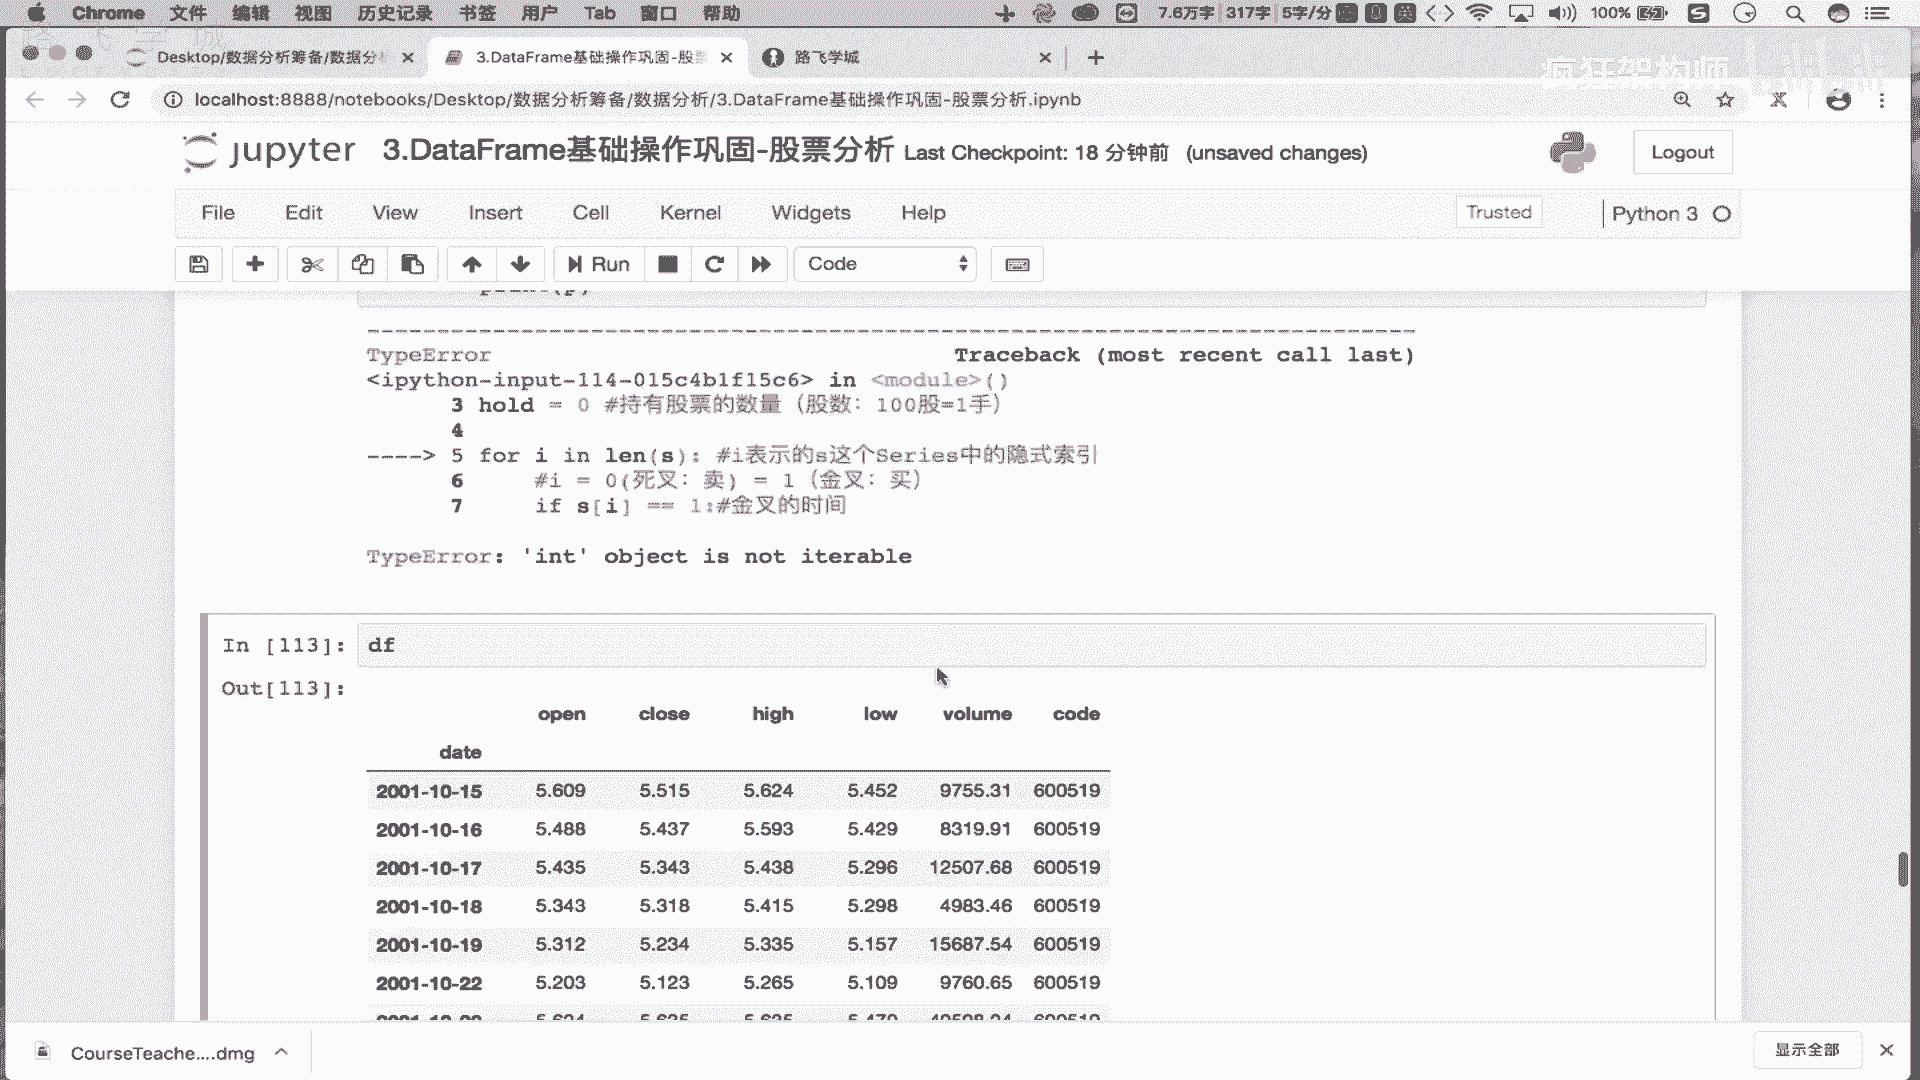 Chrome 文件 编辑 视图 历史记录 书签 用户 Tab 窗口 帮助 7.6万字 317字 5字/分 英 100%
Desktop/数据分析筹备/数据分析 3.DataFrame基础操作巩固-股票 路飞学城
疯狂架构师
localhost:8888/notebooks/Desktop/数据分析筹备/数据分析/3.DataFrame基础操作巩固-股票分析.ipynb
jupyter 3.DataFrame基础操作巩固-股票分析 Last Checkpoint: 18 分钟前 (unsaved changes) Logout
File Edit View Insert Cell Kernel Widgets Help Trusted Python 3
Run Code
TypeError Traceback (most recent call last)
<ipython-input-114-015c4b1f15c6> in <module>()
3 hold = 0 #持有股票的数量（股数：100股=1手）
4
----> 5 for i in len(s): #i表示的s这个Series中的隐式索引
6 #i = 0(死叉：卖) = 1（金叉：买）
7 if s[i] == 1:#金叉的时间
TypeError: 'int' object is not iterable
In [113]: df
Out[113]:
open close high low volume code
date
2001-10-15 5.609 5.515 5.624 5.452 9755.31 600519
2001-10-16 5.488 5.437 5.593 5.429 8319.91 600519
2001-10-17 5.435 5.343 5.438 5.296 12507.68 600519
2001-10-18 5.343 5.318 5.415 5.298 4983.46 600519
2001-10-19 5.312 5.234 5.335 5.157 15687.54 600519
2001-10-22 5.203 5.123 5.265 5.109 9760.65 600519
CourseTeache....dmg 显示全部